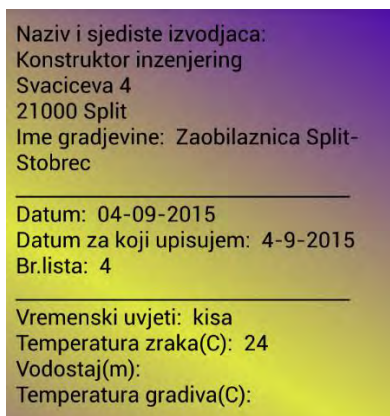 Naziv i sjediste izvodjaca:
Konstruktor inzenjering
Svaciceva 4
21000 Split
Ime gradjevine: Zaobilaznica Split-
Stobrec
Datum: 04-09-2015
Datum za koji upisujem: 4-9-2015
Br.lista: 4
Vremenski uvjeti: kisa
Temperatura zraka(C): 24
Vodostaj(m):
Temperatura gradiva(C):